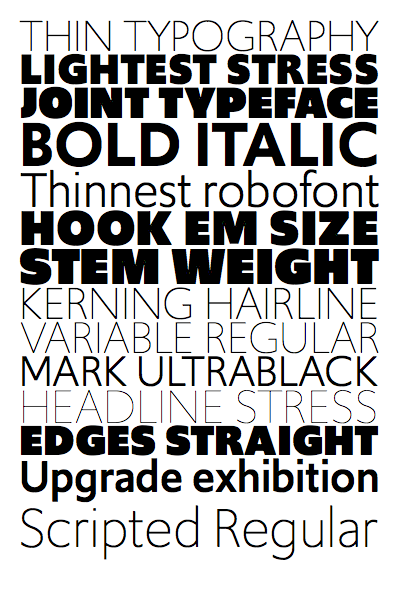 THIN TYPOGRAPHY
LIGHTEST STRESS
JOINT TYPEFACE
BOLD ITALIC
Thinnest robofont
HOOK EM SIZE
STEM WEIGHT
KERNING HAIRLINE
VARIABLE REGULAR
MARK ULTRABLACK
HEADLINE STRESS
EDGES STRAIGHT
Upgrade exhibition
Scripted Regular